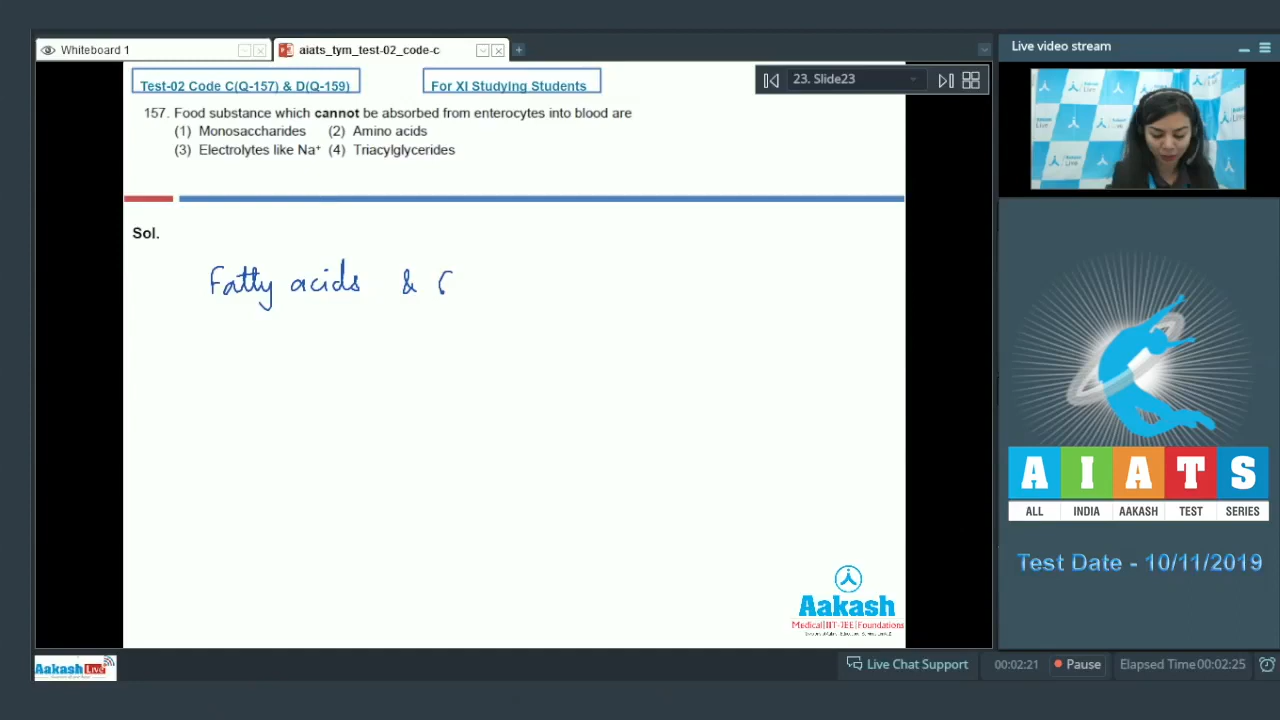 Whiteboard 1
aiats_tym_test-02_code-c
Live video stream
Test-02 Code C(Q-157) & D(Q-159)
For XI Studying Students
23. Slide23
157. Food substance which cannot be absorbed from enterocytes into blood are
(1) Monosaccharides (2) Amino acids
(3) Electrolytes like Na⁺ (4) Triacylglycerides
Sol.
Fatty acids &
AIATS
ALL INDIA AAKASH TEST SERIES
Test Date - 10/11/2019
Aakash
Medical|IIT-JEE|Foundations
Aakash Live
Live Chat Support
00:02:21
Pause
Elapsed Time 00:02:25